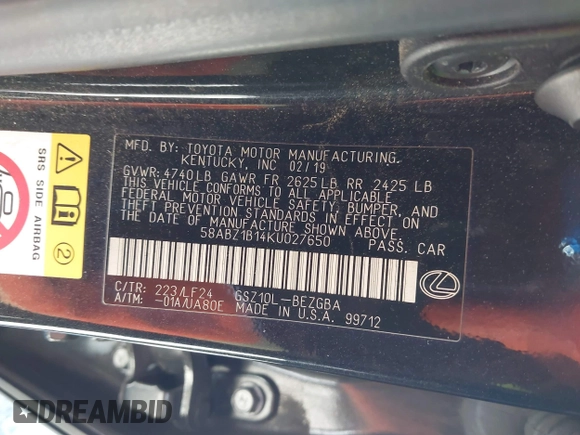 MFD. BY: TOYOTA MOTOR MANUFACTURING,
KENTUCKY, INC 02/19
GVWR: 4740LB GAWR FR 2625LB RR 2425 LB
THIS VEHICLE CONFORMS TO ALL APPLICABLE
FEDERAL MOTOR VEHICLE SAFETY, BUMPER, AND
THEFT PREVENTION STANDARDS IN EFFECT ON
THE DATE OF MANUFACTURE SHOWN ABOVE.
58ABZ1B14KU027650 PASS. CAR
C/TR: 223/LF24 GSZ10L-BEZGBA
A/TM: -01A/UA80E MADE IN U.S.A. 99712
SRS SIDE AIRBAG
2
DREAMBID